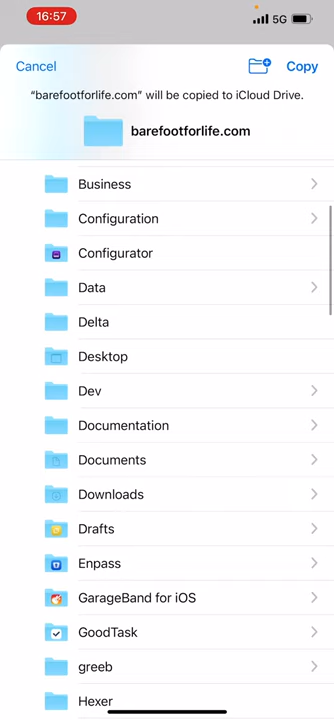 16:57
5G
Cancel
Copy
“barefootforlife.com” will be copied to iCloud Drive.
barefootforlife.com
Business
Configuration
Configurator
Data
Delta
Desktop
Dev
Documentation
Documents
Downloads
Drafts
Enpass
GarageBand for iOS
GoodTask
greeb
Hexer